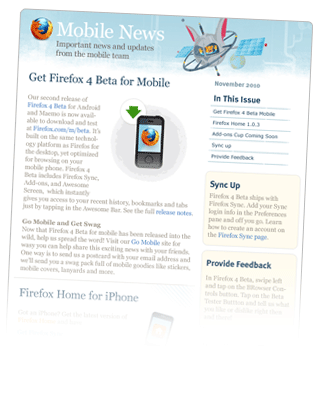 Mobile News
Important news and updates
from the mobile team
Get Firefox 4 Beta for Mobile
Our second release of
Firefox 4 Beta for Android
and Maemo is now avail-
able to download and test
at Firefox.com/m/beta. It's
built on the same technol-
ogy platform as Firefox for
the desktop, yet optimized
for browsing on your
mobile phone. Firefox 4
Beta includes Firefox Sync,
Add-ons, and Awesome
Screen, which instantly
gives you access to your recent history, bookmarks and tabs
just by tapping in the Awesome Bar. See the full release notes.
Go Mobile and Get Swag
Now that Firefox 4 Beta for mobile has been released into the
wild, help us spread the word! Visit our Go Mobile site for
ways you can help share this exciting news with your friends.
One way is to send us a postcard with your email address and
we'll send you a swag pack full of mobile goodies like stickers,
mobile covers, lanyards and more.
Firefox Home for iPhone
November 2010
In This Issue
Get Firefox 4 Beta Mobile
Firefox Home 1.0.3
Add-ons Cup Coming Soon
Sync up
Provide Feedback
Sync Up
Firefox 4 Beta ships with
Firefox Sync. Add your Sync
login info in the Preferences
pane and off you go. Learn
how to create an account on
the Firefox Sync page.
Provide Feedback
In Firefox 4 Beta, swipe left
and tap on the Browser Con-
trols button. Tap on the Beta
Tester Button and tell us what
you like or dislike right then